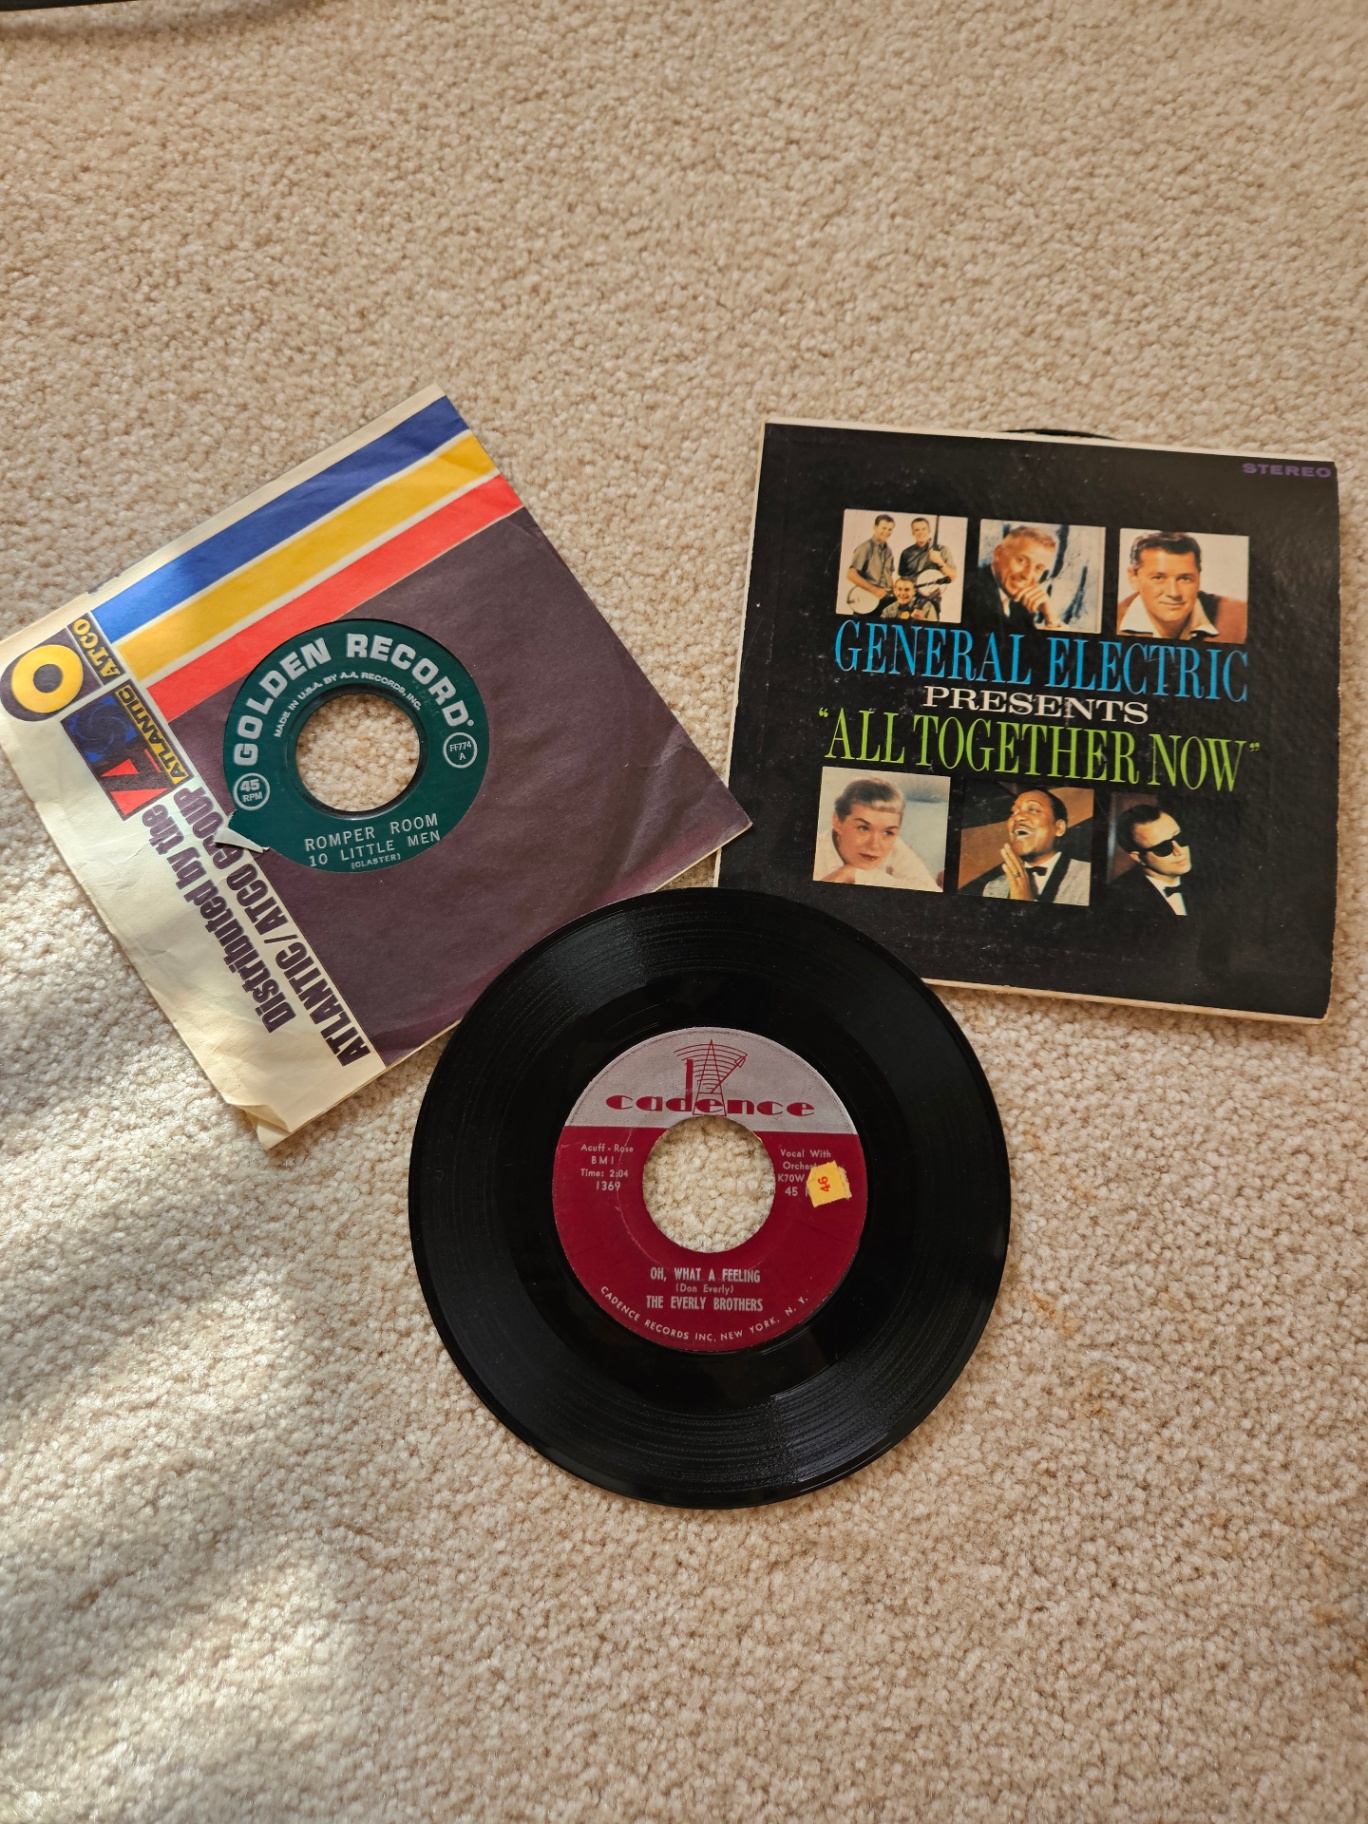 ATCO
ATLANTIC
Distributed by the
ATLANTIC/ATCO GROUP
GOLDEN RECORD®
MADE IN U.S.A. BY A.A. RECORDS, INC.
45
RPM
FF774
A
ROMPER ROOM
10 LITTLE MEN
(CLASTER)
STEREO
GENERAL ELECTRIC
PRESENTS
"ALL TOGETHER NOW"
cadence
Acuff - Rose
BMI
Time: 2:04
1369
Vocal With
K70W
45
46
OH, WHAT A FEELING
(Don Everly)
THE EVERLY BROTHERS
CADENCE RECORDS INC. NEW YORK, N. Y.